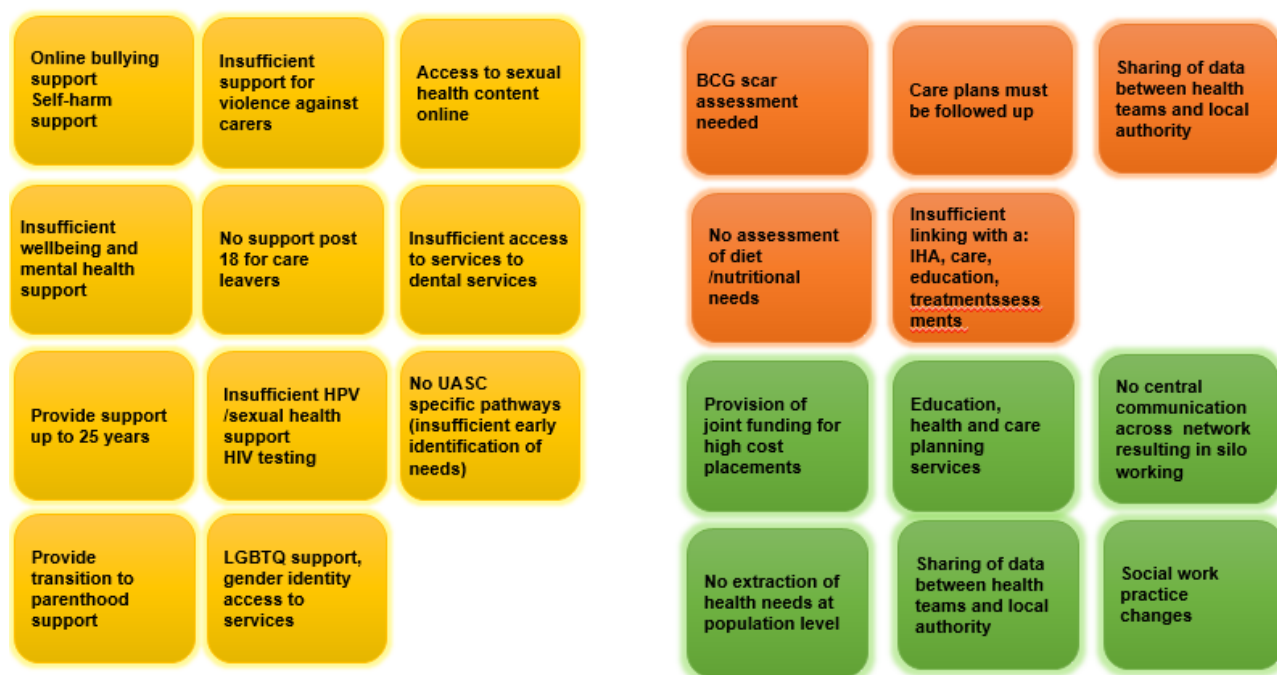 Online bullying
support
Self-harm
support
Insufficient
support for
violence against
carers
Access to sexual
health content
online
Insufficient
wellbeing and
mental health
support
No support post
18 for care
leavers
Insufficient access
to services to
dental services
Provide support
up to 25 years
Insufficient HPV
/sexual health
support
HIV testing
No UASC
specific pathways
(insufficient early
identification of
needs)
Provide
transition to
parenthood
support
LGBTQ support,
gender identity
access to
services
BCG scar
assessment
needed
Care plans must
be followed up
Sharing of data
between health
teams and local
authority
No assessment
of diet
/nutritional
needs
Insufficient
linking with a:
IHA, care,
education,
treatmentssess
ments
Provision of
joint funding for
high cost
placements
Education,
health and care
planning
services
No central
communication
across network
resulting in silo
working
No extraction of
health needs at
population level
Sharing of data
between health
teams and local
authority
Social work
practice
changes